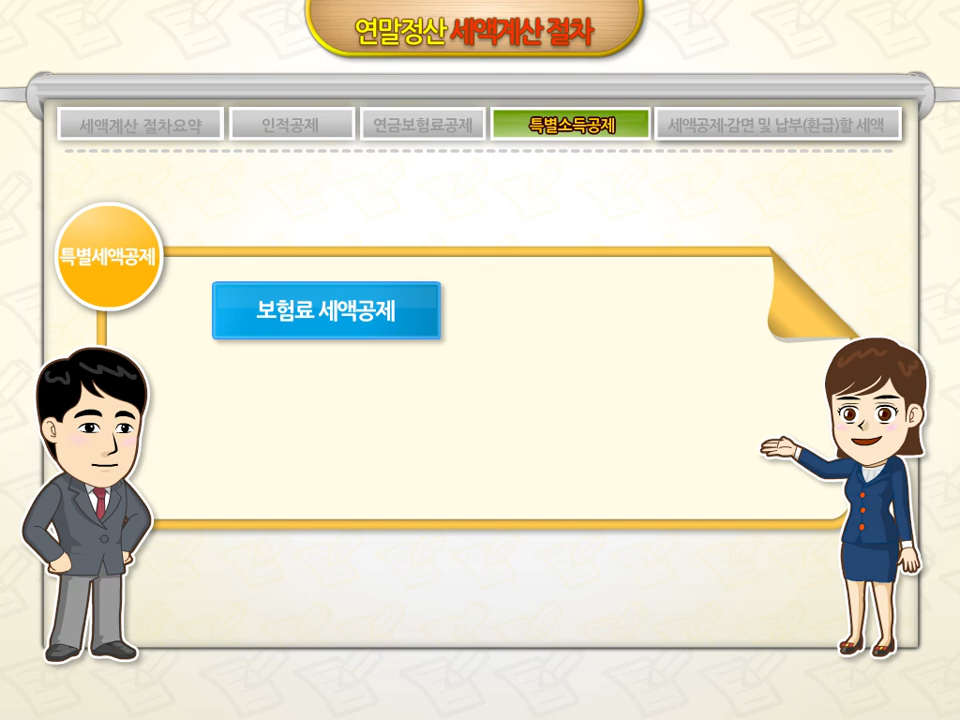 연말정산 세액계산 절차
세액계산 절차요약
인적공제
연금보험료공제
특별소득공제
세액공제·감면 및 납부(환급)할 세액
특별세액공제
보험료 세액공제